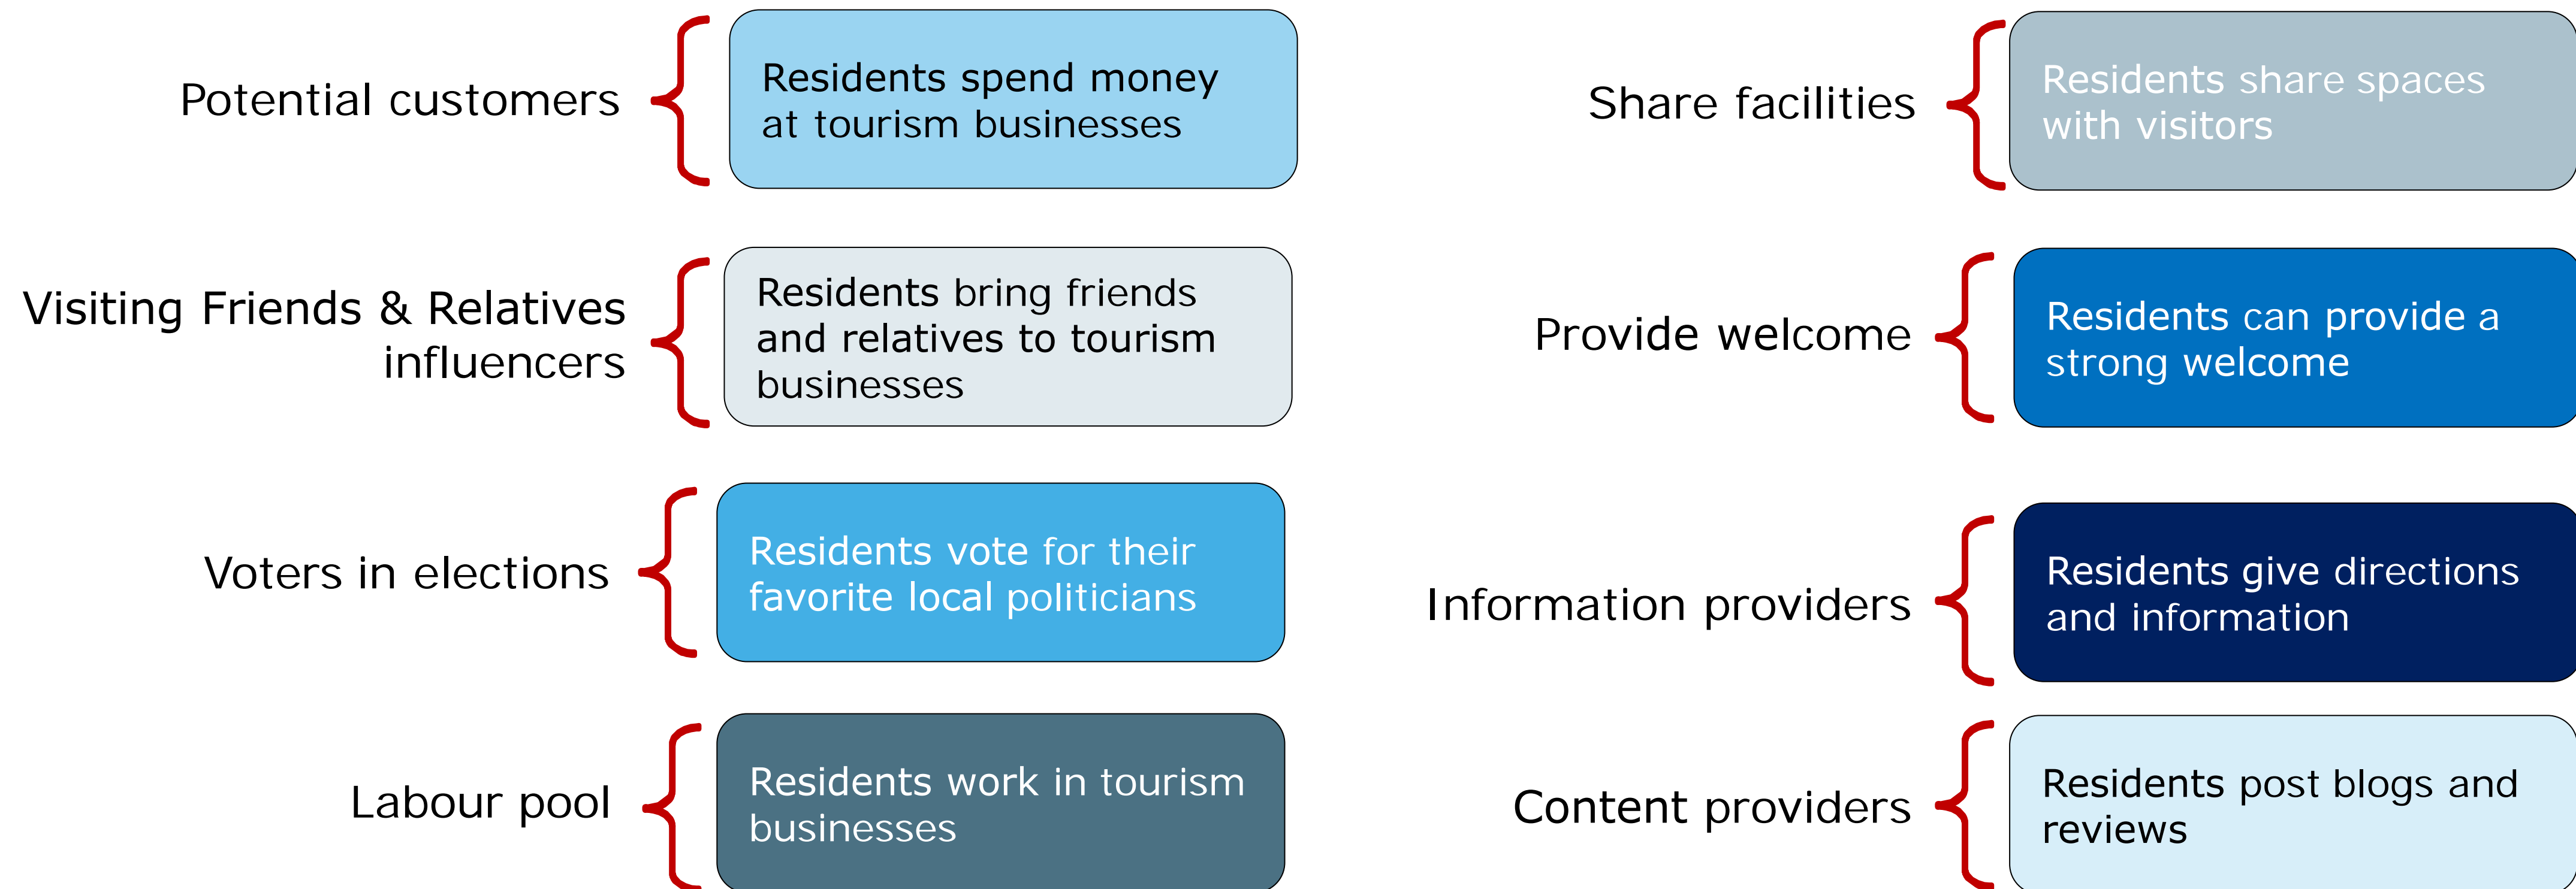 Potential customers
Residents spend money
at tourism businesses
Visiting Friends & Relatives
influencers
Residents bring friends
and relatives to tourism
businesses
Voters in elections
Residents vote for their
favorite local politicians
Labour pool
Residents work in tourism
businesses
Share facilities
Residents share spaces
with visitors
Provide welcome
Residents can provide a
strong welcome
Information providers
Residents give directions
and information
Content providers
Residents post blogs and
reviews